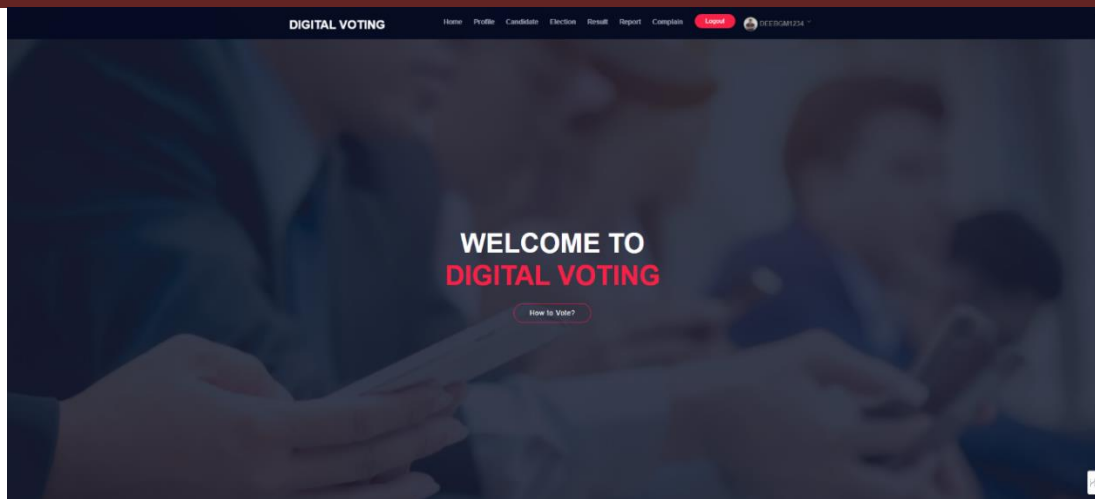 DIGITAL VOTING
Home Profile Candidate Election Result Report Complain Logout
WELCOME TO
DIGITAL VOTING
How to Vote?